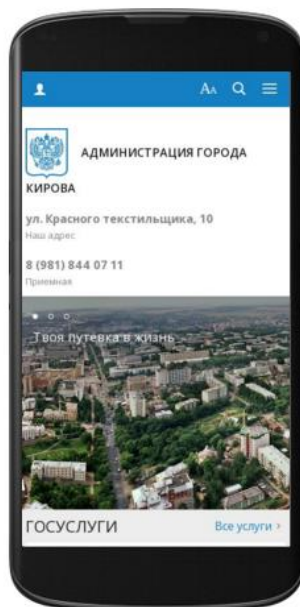 АА
АДМИНИСТРАЦИЯ ГОРОДА
КИРОВА
ул. Красного текстильщика, 10
Наш адрес
8 (981) 844 07 11
Приемная
Твоя путевка в жизнь
ГОСУСЛУГИ
Все услуги ›